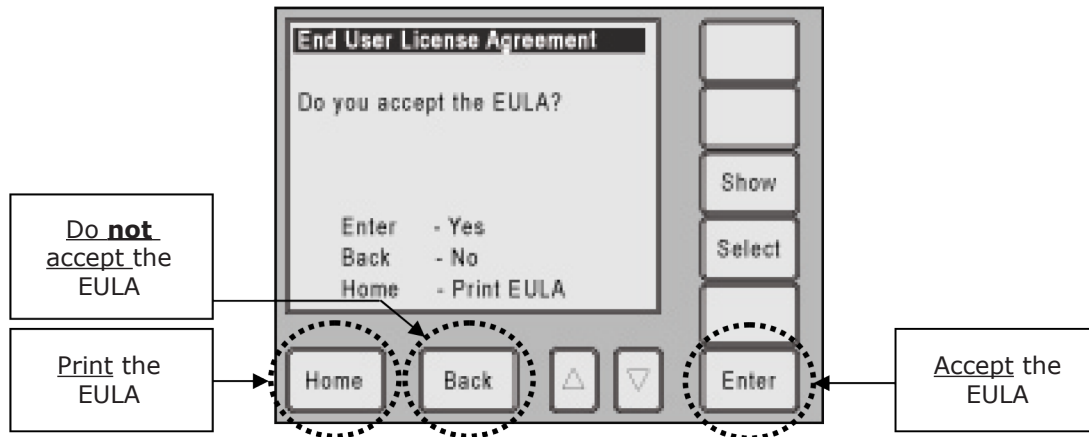 End User License Agreement
Do you accept the EULA?
Enter - Yes
Back - No
Home - Print EULA
Show
Select
Home
Back
△
▽
Enter
Do not
accept the
EULA
Print the
EULA
Accept the
EULA